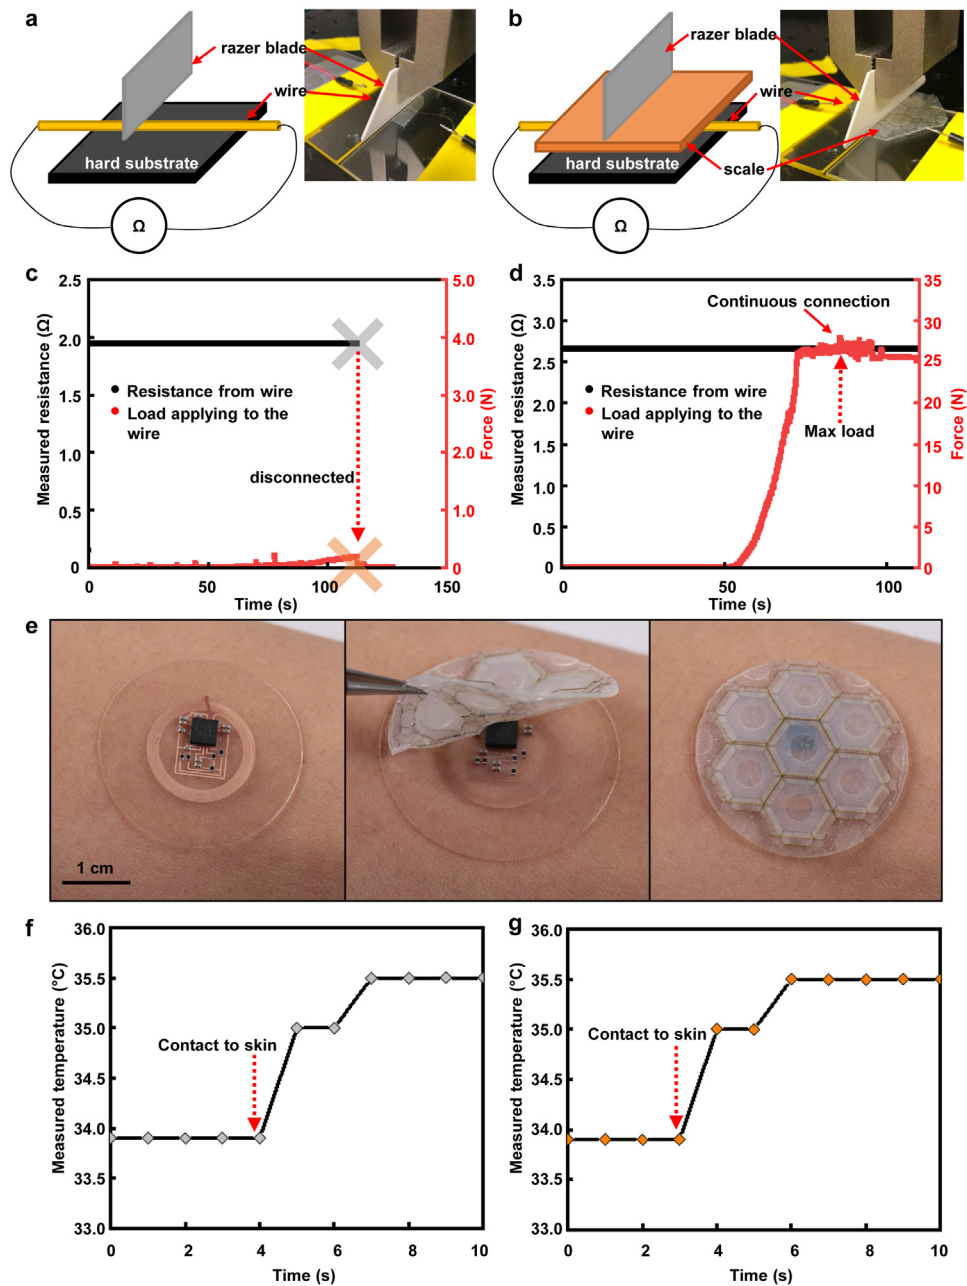 a
razer blade
wire
hard substrate
Ω
b
razer blade
wire
hard substrate
scale
Ω
c
2.5
2.0
1.5
1.0
0.5
0
Measured resistance (Ω)
5.0
4.0
3.0
2.0
1.0
0
Force (N)
Resistance from wire
Load applying to the
wire
disconnected
0
50
100
150
Time (s)
d
3.5
3.0
2.5
2.0
1.5
1.0
0.5
0
Measured resistance (Ω)
35
30
25
20
15
10
5
0
Force (N)
Continuous connection
Resistance from wire
Load applying to the
wire
Max load
0
50
100
Time (s)
e
1 cm
f
36.0
35.5
35.0
34.5
34.0
33.5
33.0
Measured temperature (°C)
Contact to skin
0
2
4
6
8
10
Time (s)
g
36.0
35.5
35.0
34.5
34.0
33.5
33.0
Measured temperature (°C)
Contact to skin
0
2
4
6
8
10
Time (s)